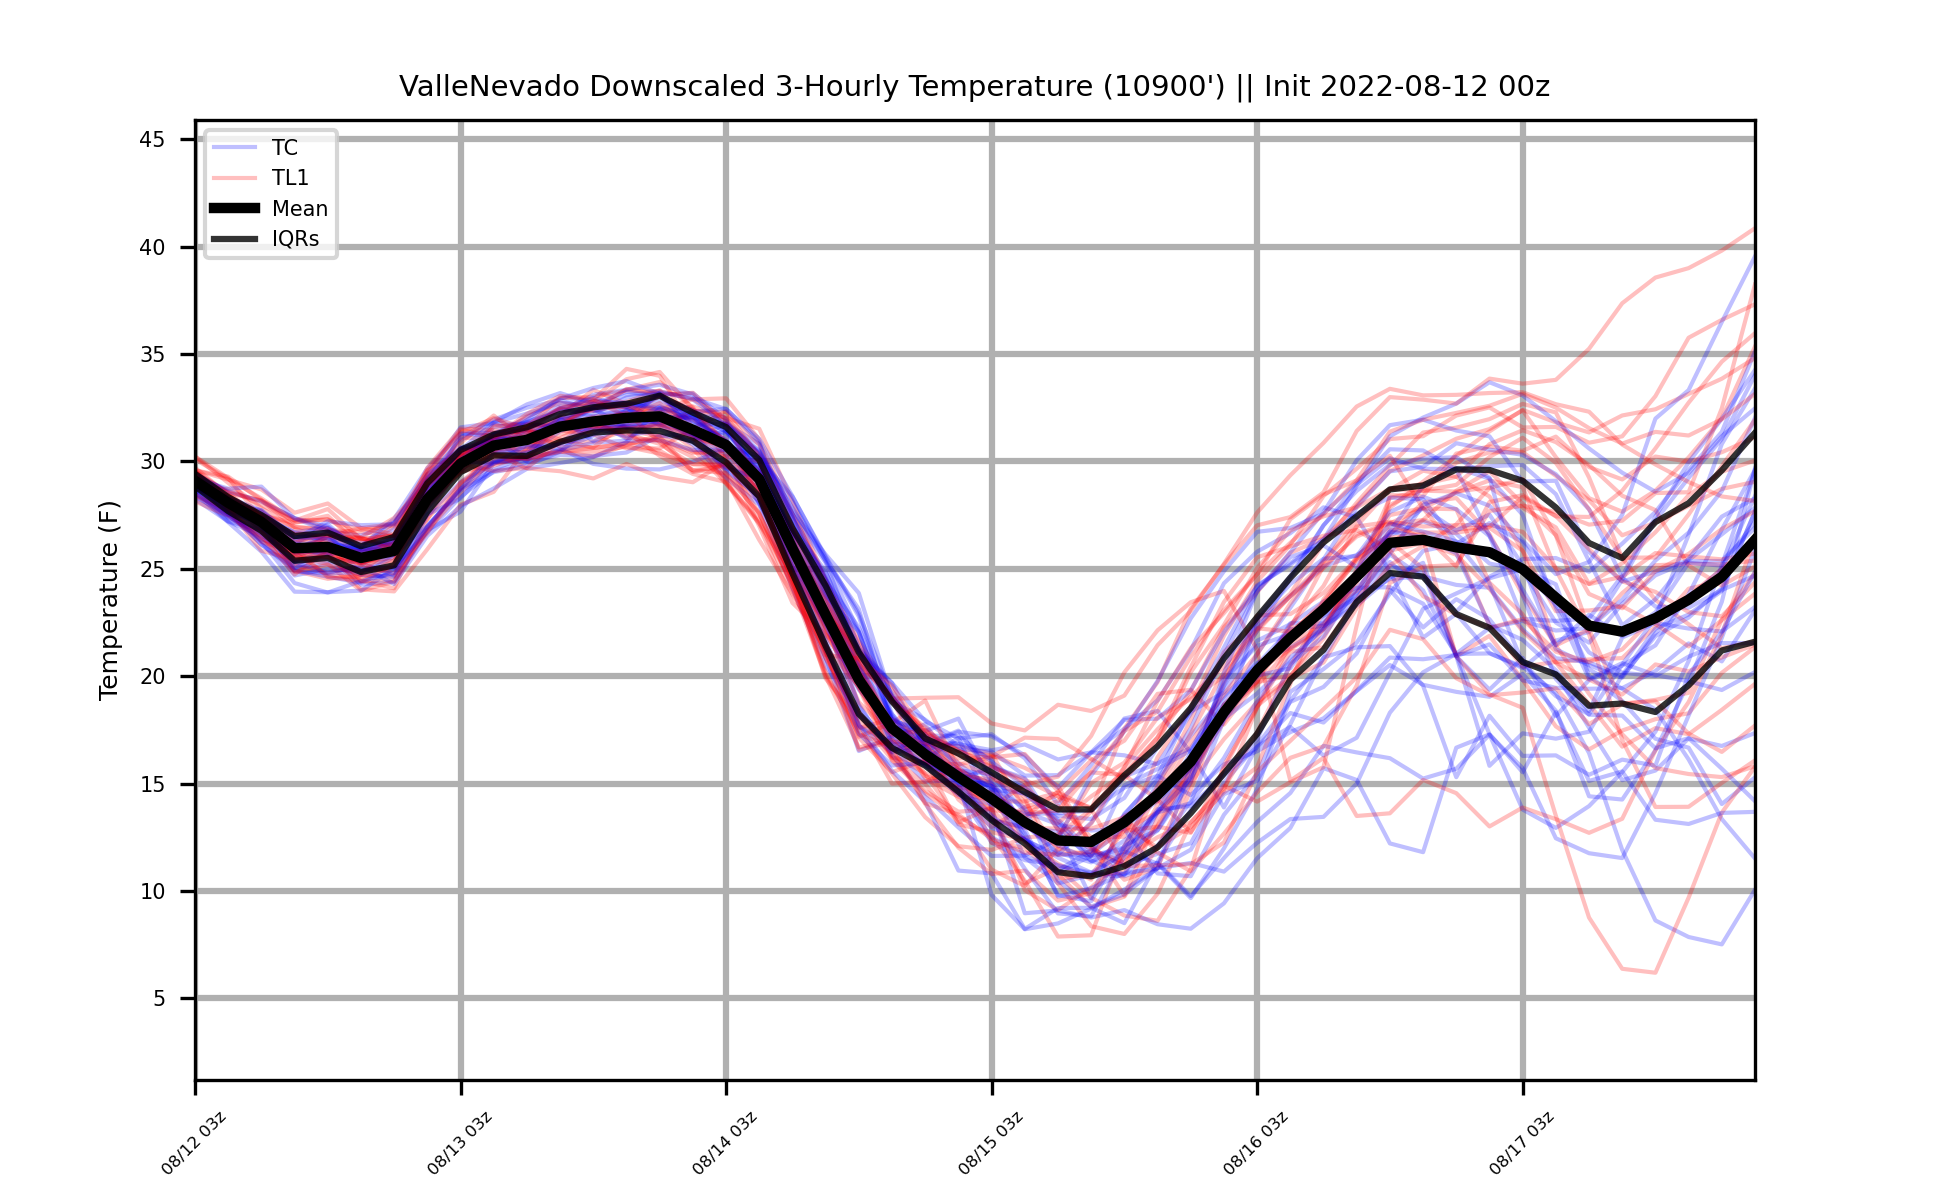 ValleNevado Downscaled 3-Hourly Temperature (10900') || Init 2022-08-12 00z
TC
TL1
Mean
IQRs
Temperature (F)
45
40
35
30
25
20
15
10
5
08/12 03z
08/13 03z
08/14 03z
08/15 03z
08/16 03z
08/17 03z